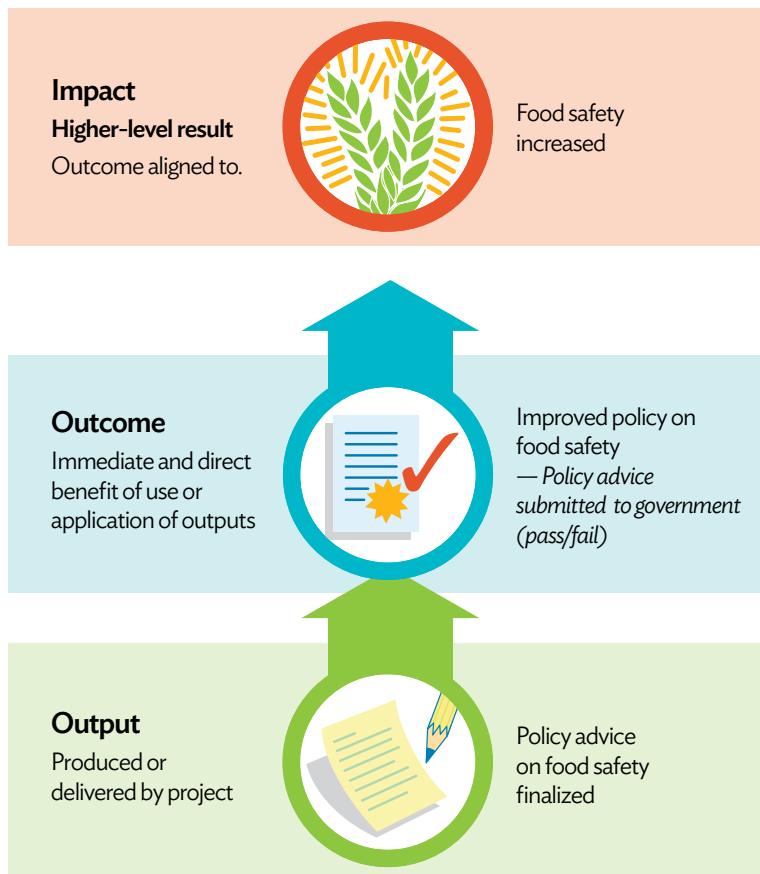 Impact
Higher-level result
Outcome aligned to.
Food safety
increased
Outcome
Immediate and direct
benefit of use or
application of outputs
Improved policy on
food safety
— Policy advice
submitted to government
(pass/fail)
Output
Produced or
delivered by project
Policy advice
on food safety
finalized